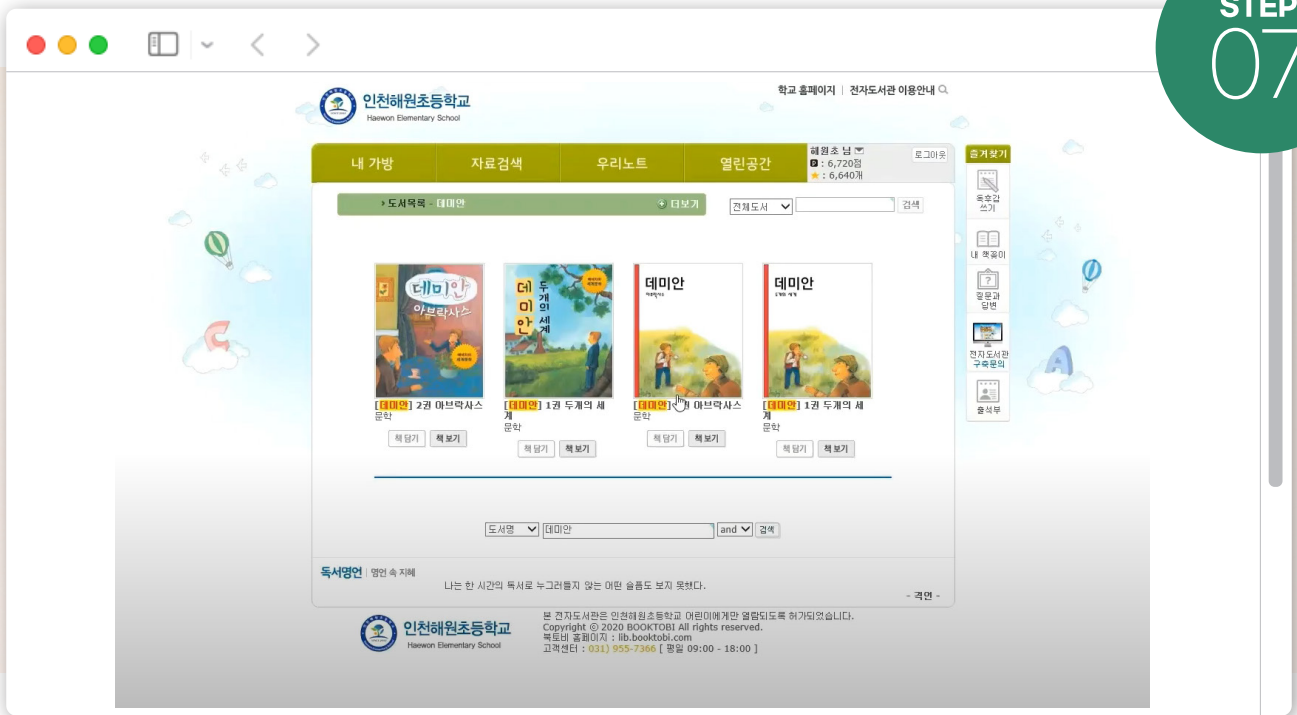 STEP
07
인천해원초등학교
Haewon Elementary School
학교 홈페이지 | 전자도서관 이용안내
내 가방
자료검색
우리노트
열린공간
해원초 님
P : 6,720점
★ : 6,640개
로그아웃
즐겨찾기
독후감
쓰기
내 책꽂이
질문과
답변
전자도서관
구축문의
출석부
› 도서목록 - 데미안
더보기
전체도서
검색
데미안
아브락사스
데미안
두개의 세계
데미안
아브락사스
데미안
두개의 세계
[데미안] 2권 아브락사스
문학
책 담기
책 보기
[데미안] 1권 두개의 세
계
문학
책 담기
책 보기
[데미안] 권 아브락사스
문학
책 담기
책 보기
[데미안] 1권 두개의 세
계
문학
책 담기
책 보기
도서명
데미안
and
검색
독서명언 | 명언 속 지혜
나는 한 시간의 독서로 누그러들지 않는 어떤 슬픔도 보지 못했다.
- 격언 -
인천해원초등학교
Haewon Elementary School
본 전자도서관은 인천해원초등학교 어린이에게만 열람되도록 허가되었습니다.
Copyright ⓒ 2020 BOOKTOBI All rights reserved.
북토비 홈페이지 : lib.booktobi.com
고객센터 : 031) 955-7366 [ 평일 09:00 - 18:00 ]
C
A